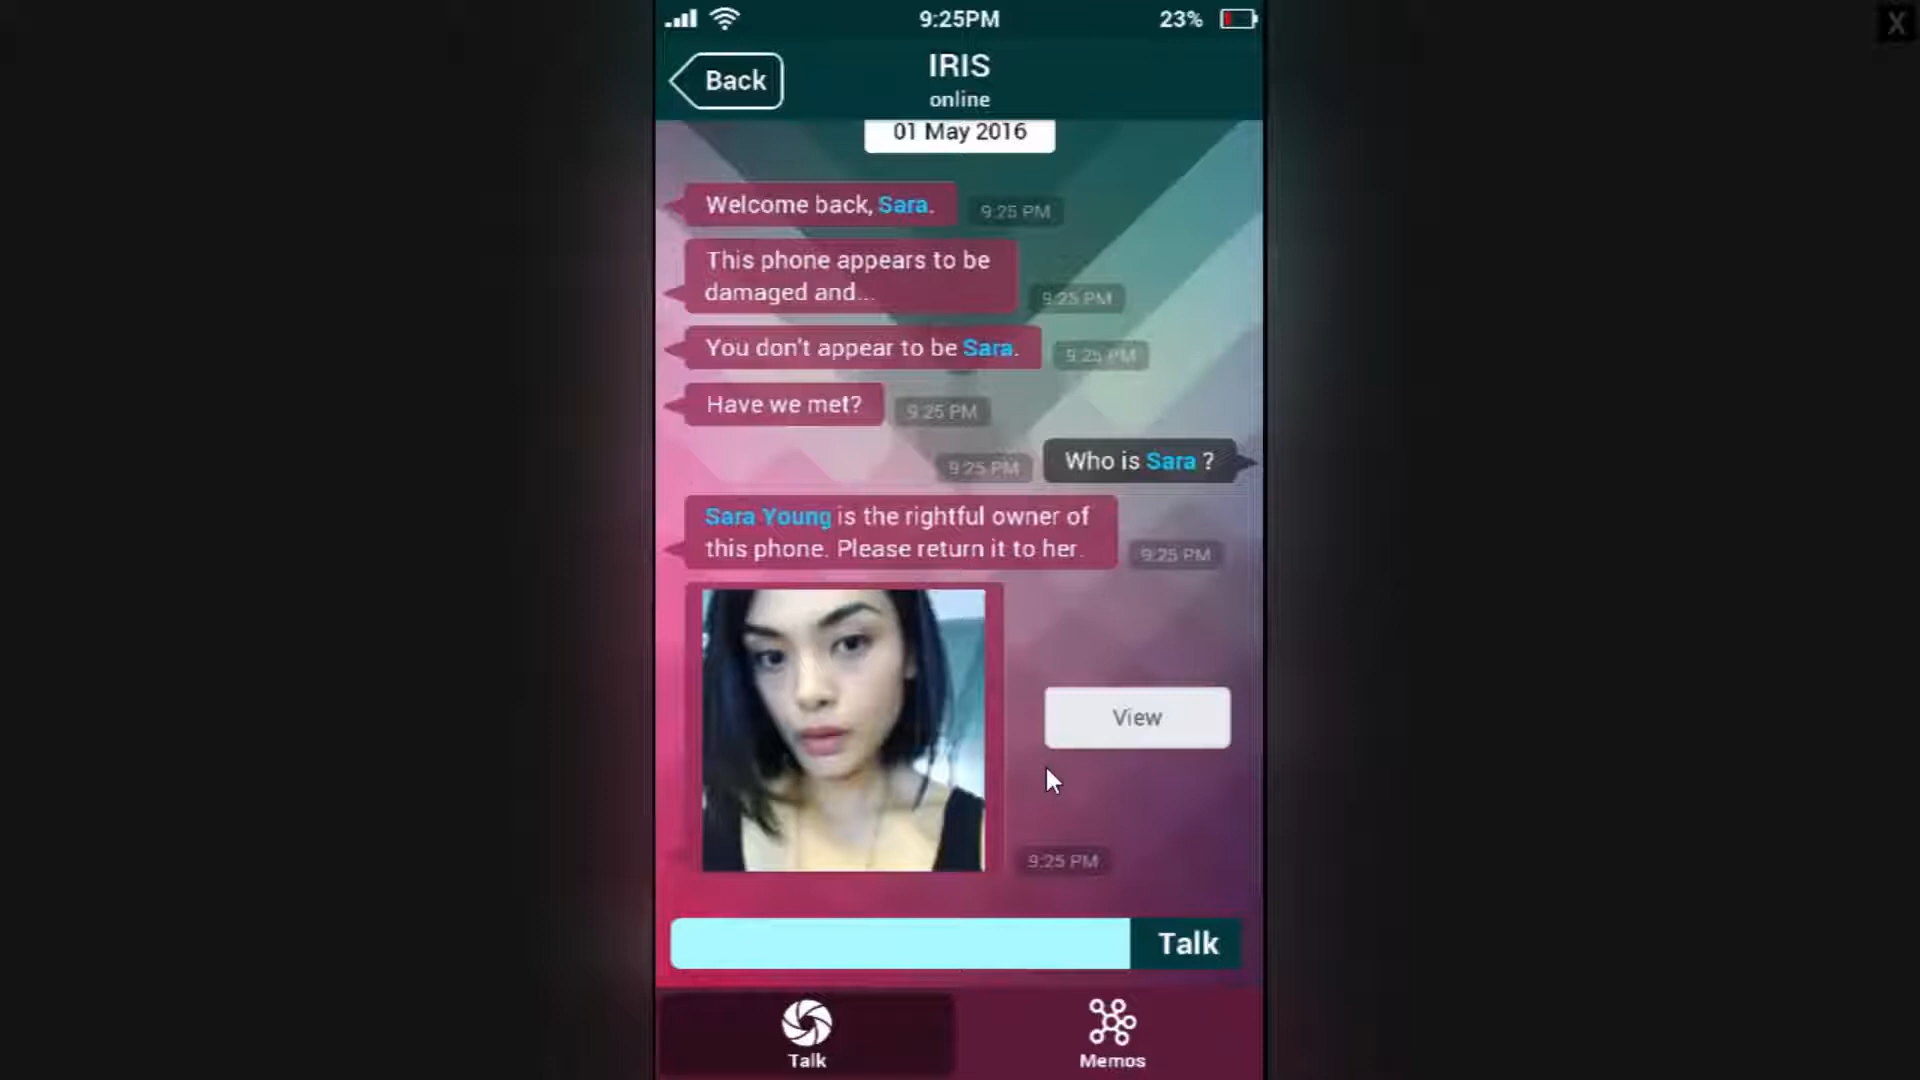 9:25PM
23%
X
Back
IRIS
online
01 May 2016
Welcome back, Sara.
9:25 PM
This phone appears to be
damaged and...
9:25 PM
You don't appear to be Sara.
9:25 PM
Have we met?
9:25 PM
9:25 PM
Who is Sara ?
Sara Young is the rightful owner of
this phone. Please return it to her.
9:25 PM
View
9:25 PM
Talk
Talk
Memos